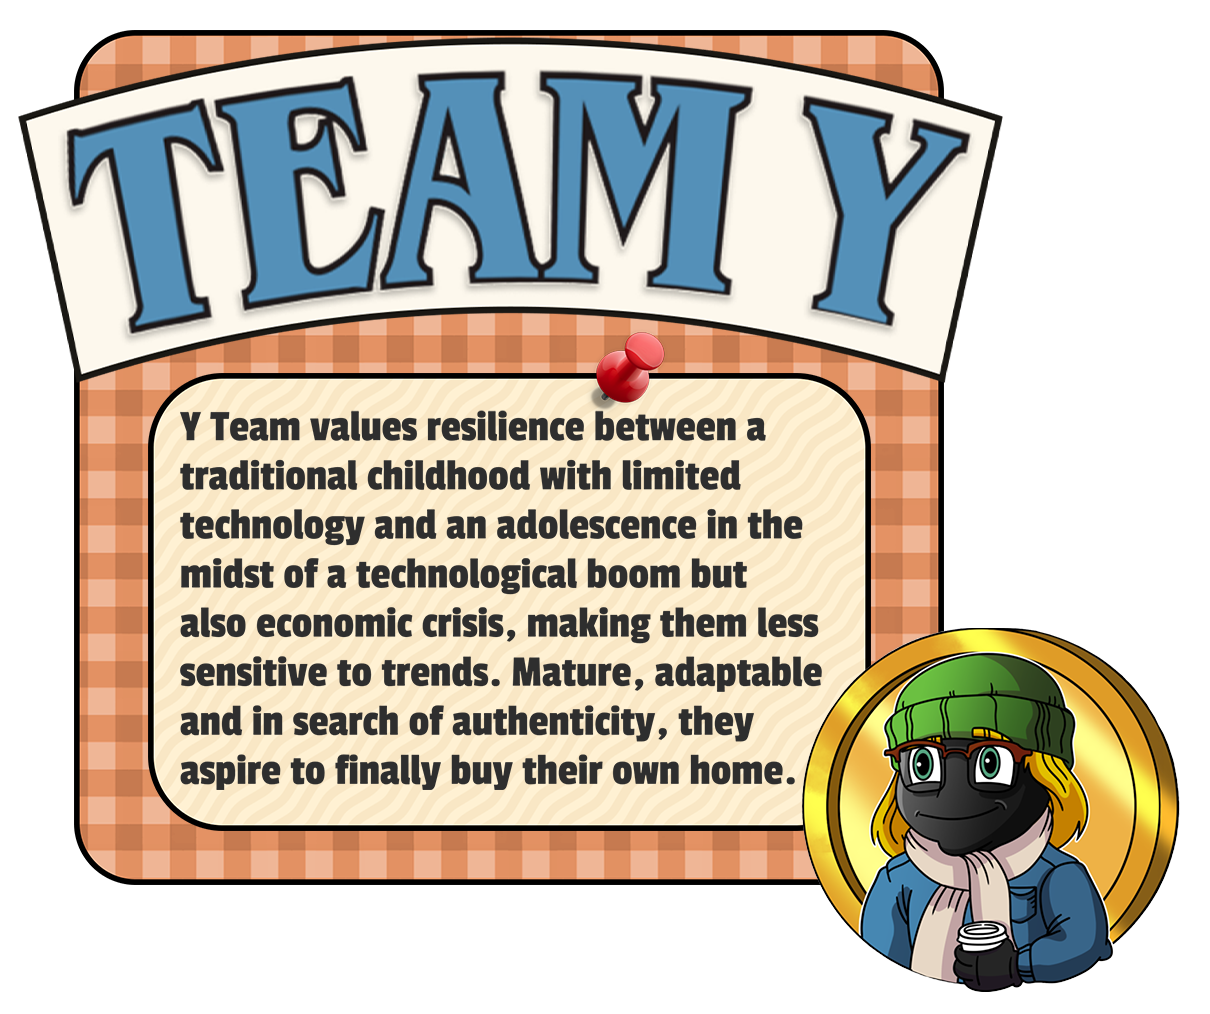 TEAM Y
Y Team values resilience between a
traditional childhood with limited
technology and an adolescence in the
midst of a technological boom but
also economic crisis, making them less
sensitive to trends. Mature, adaptable
and in search of authenticity, they
aspire to finally buy their own home.